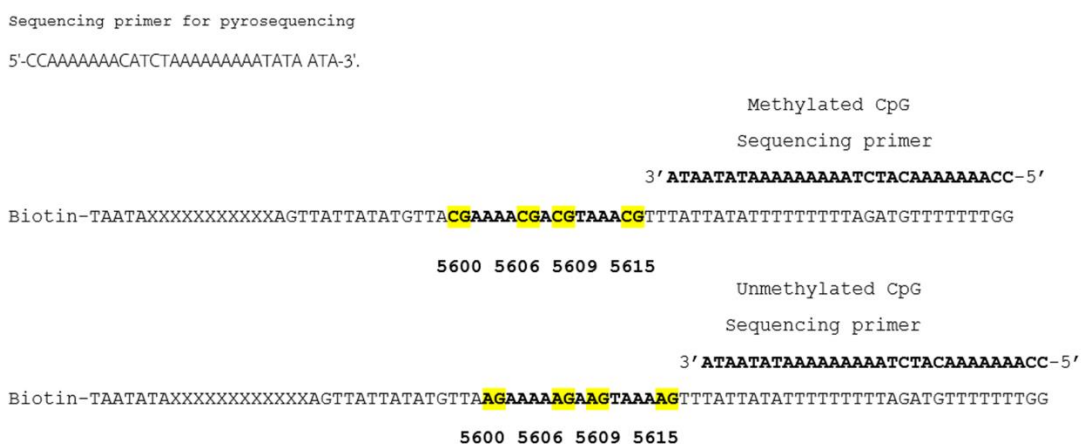 Sequencing primer for pyrosequencing
5'-CCAAAAAAACATCTAAAAAAAAATATA ATA-3'.
Methylated CpG
Sequencing primer
3’ATAATATAAAAAAAAATCTACAAAAAAACC-5’
Biotin-TAATAXXXXXXXXXXXAGTTATTATATGTTACGAAAACGACGTAAACGTTTATTATATTTTTTTTTAGATGTTTTTTTGG
5600 5606 5609 5615
Unmethylated CpG
Sequencing primer
3’ATAATATAAAAAAAAATCTACAAAAAAACC-5’
Biotin-TAATATAXXXXXXXXXXXXAGTTATTATATGTTAAGAAAAAGAAGTAAAAGTTTATTATATTTTTTTTTAGATGTTTTTTTGG
5600 5606 5609 5615